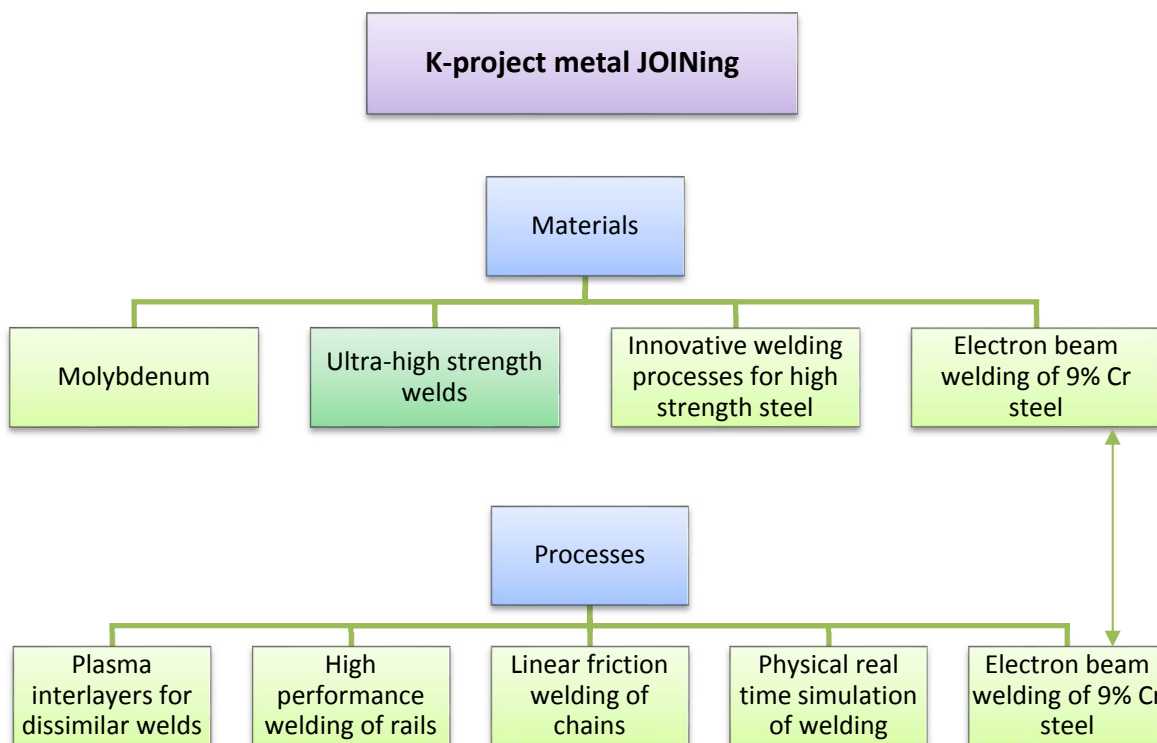 K-project metal JOINing
Materials
Molybdenum
Ultra-high strength
welds
Innovative welding
processes for high
strength steel
Electron beam
welding of 9% Cr
steel
Processes
Plasma
interlayers for
dissimilar welds
High
performance
welding of rails
Linear friction
welding of
chains
Physical real
time simulation
of welding
Electron beam
welding of 9% Cr
steel